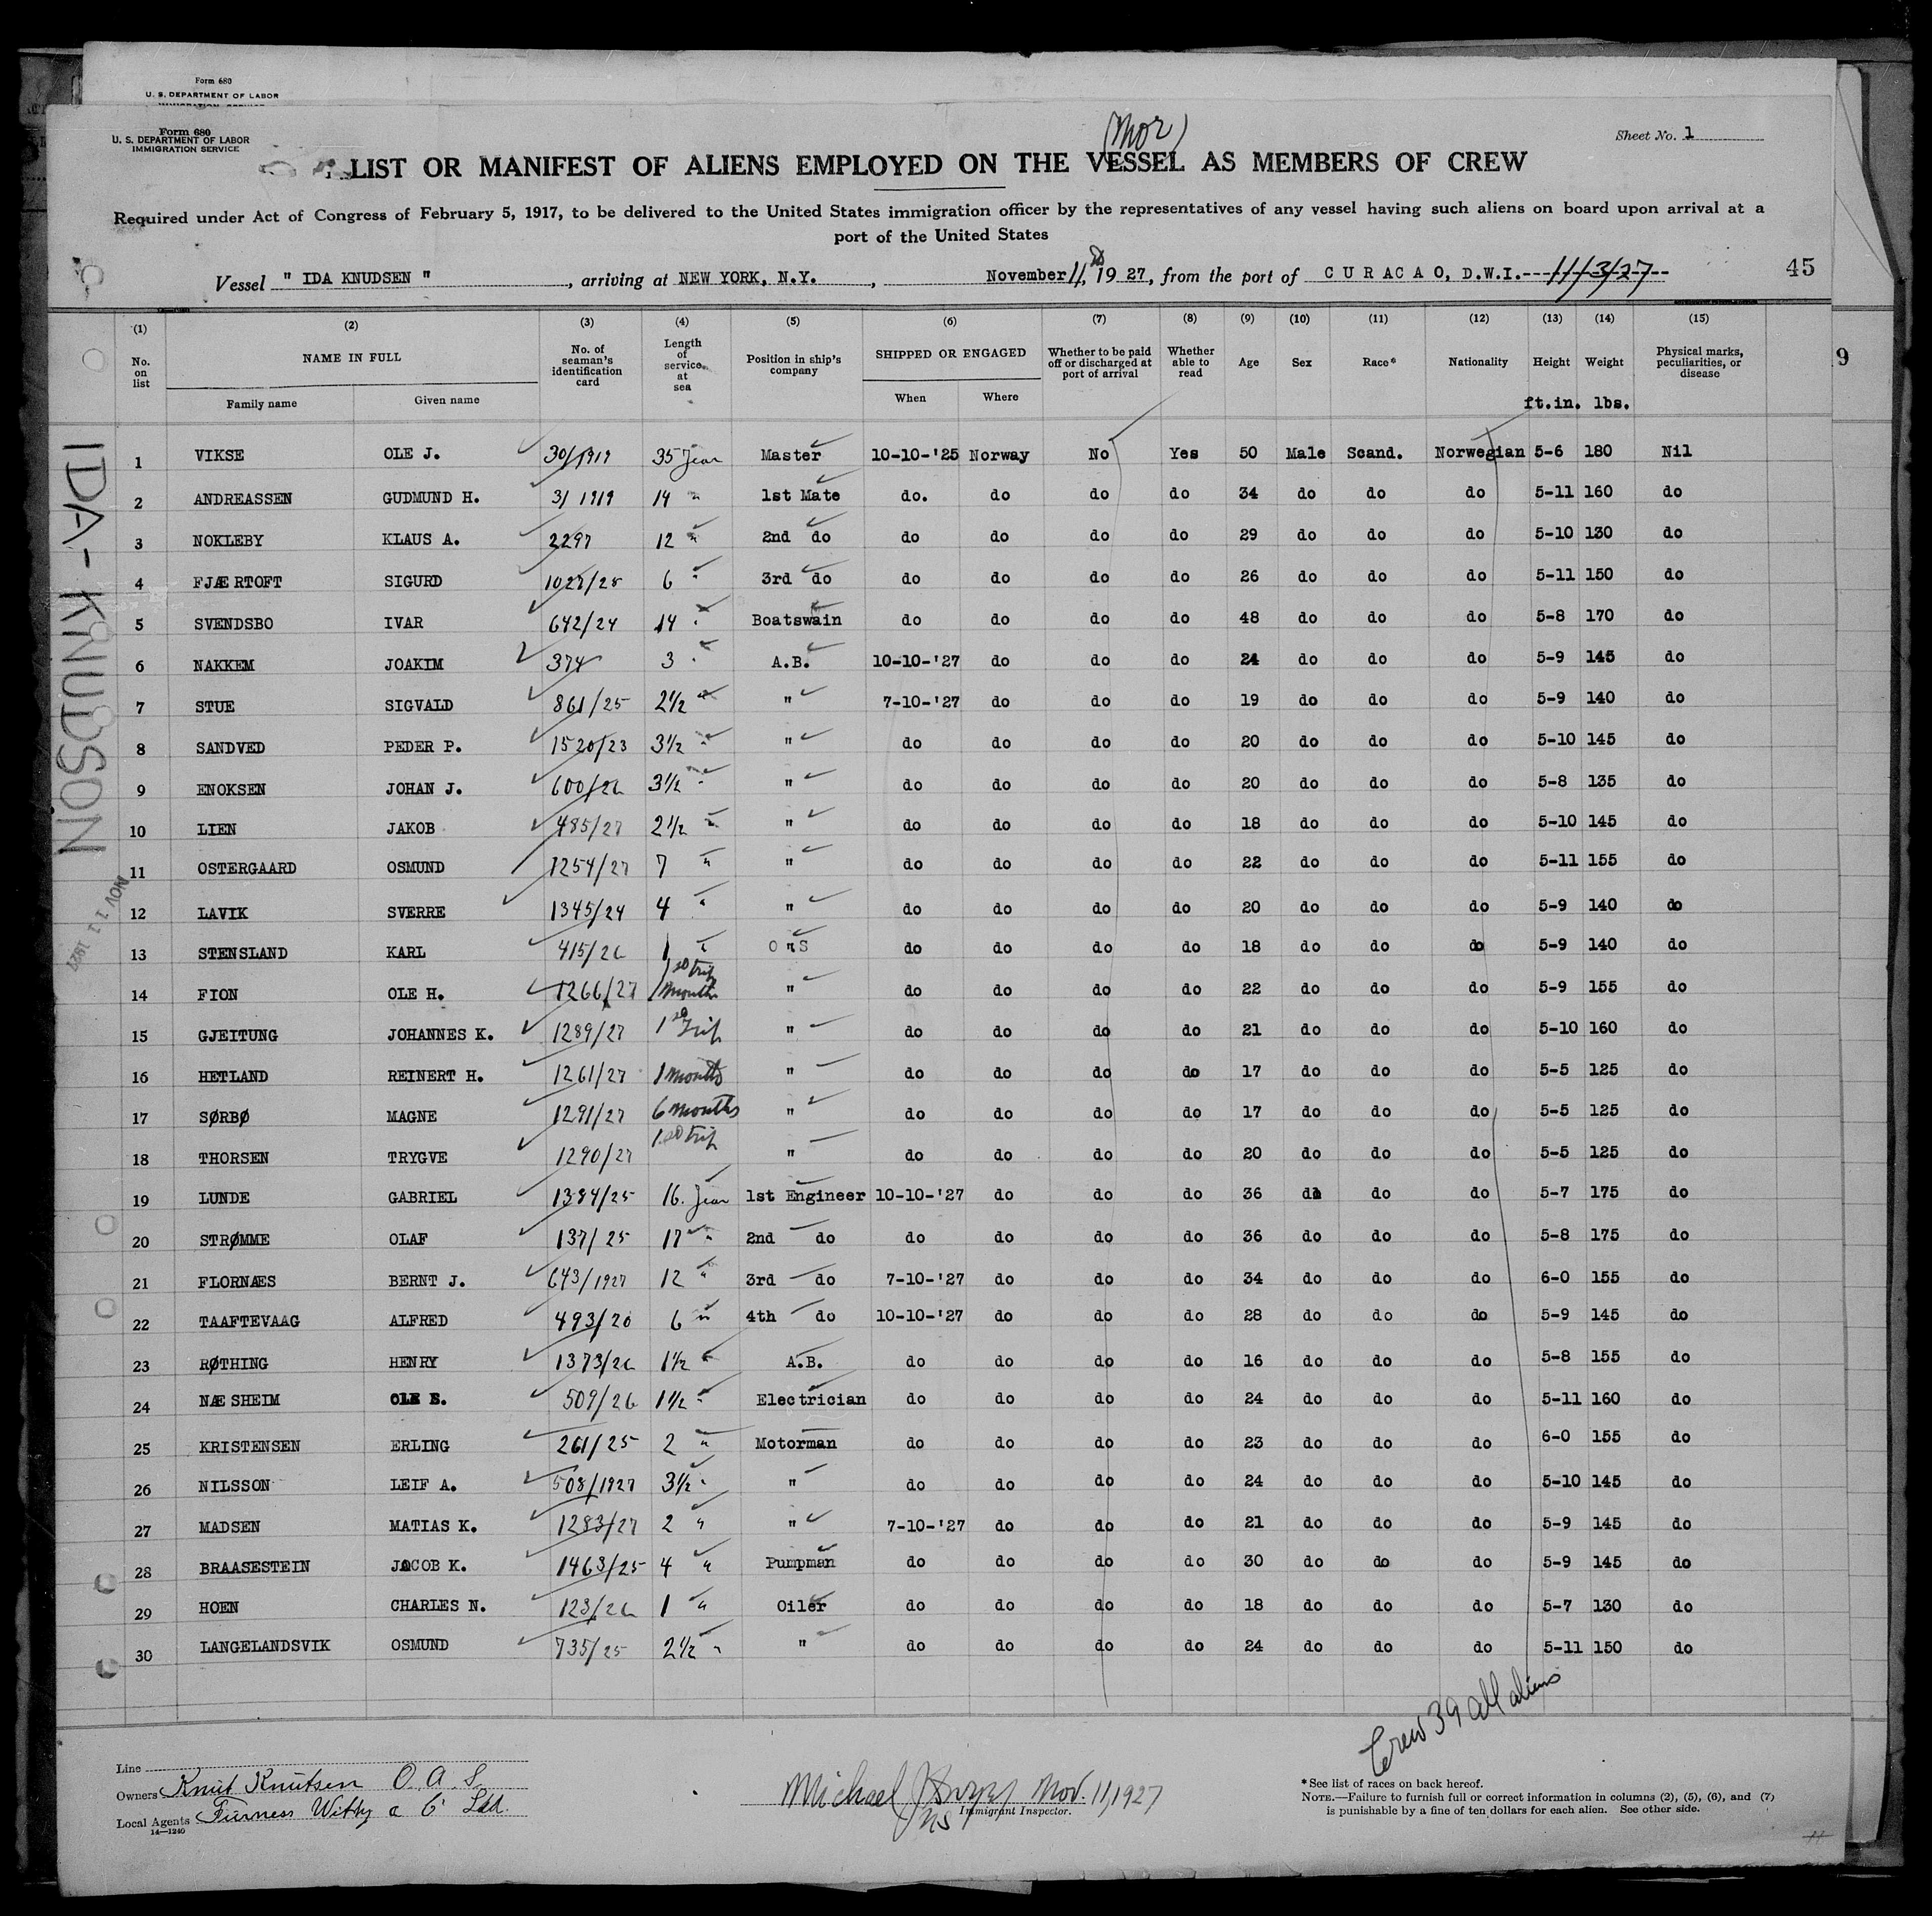 Form 680
U. S. DEPARTMENT OF LABOR
Form 680
U. S. DEPARTMENT OF LABOR
IMMIGRATION SERVICE
(Nor)
Sheet No. 1
LIST OR MANIFEST OF ALIENS EMPLOYED ON THE VESSEL AS MEMBERS OF CREW
Required under Act of Congress of February 5, 1917, to be delivered to the United States immigration officer by the representatives of any vessel having such aliens on board upon arrival at a
port of the United States
Vessel " IDA KNUDSEN ", arriving at NEW YORK, N.Y., November 11, 1927, from the port of CURACAO, D.W.I. 11/3/27
45
(1) (2) (3) (4) (5) (6) (7) (8) (9) (10) (11) (12) (13) (14) (15)
No. on list NAME IN FULL No. of seaman's identification card Length of service at sea Position in ship's company SHIPPED OR ENGAGED Whether to be paid off or discharged at port of arrival Whether able to read Age Sex Race* Nationality Height Weight Physical marks, peculiarities, or disease
Family name Given name When Where ft.in. lbs.
9
1 VIKSE OLE J. 30/1919 35 Year Master 10-10-'25 Norway No Yes 50 Male Scand. Norwegian 5-6 180 Nil
2 ANDREASSEN GUDMUND H. 31 1919 14 " 1st Mate do. do do do 34 do do do 5-11 160 do
3 NOKLEBY KLAUS A. 2297 12 " 2nd do do do do do 29 do do do 5-10 130 do
4 FJÆRTOFT SIGURD 1027/25 6 " 3rd do do do do do 26 do do do 5-11 150 do
5 SVENDSBO IVAR 642/24 14 " Boatswain do do do do 48 do do do 5-8 170 do
6 NAKKEM JOAKIM 374 3 " A.B. 10-10-'27 do do do 24 do do do 5-9 145 do
7 STUE SIGVALD 861/25 2½ " " 7-10-'27 do do do 19 do do do 5-9 140 do
8 SANDVED PEDER P. 1520/23 3½ " " do do do do 20 do do do 5-10 145 do
9 ENOKSEN JOHAN J. 600/26 3½ " " do do do do 20 do do do 5-8 135 do
10 LIEN JAKOB 485/27 2½ " " do do do do 18 do do do 5-10 145 do
11 OSTERGAARD OSMUND 1254/27 7 " " do do do do 22 do do do 5-11 155 do
12 LAVIK SVERRE 1345/24 4 " " do do do do 20 do do do 5-9 140 do
13 STENSLAND KARL 415/26 1 " O S do do do do 18 do do do 5-9 140 do
14 FION OLE H. 1266/27 1st trip 1 month " do do do do 22 do do do 5-9 155 do
15 GJEITUNG JOHANNES K. 1289/27 1st Trip " do do do do 21 do do do 5-10 160 do
16 HETLAND REINERT H. 1261/27 1 months " do do do do 17 do do do 5-5 125 do
17 SØRBØ MAGNE 1291/27 6 months " do do do do 17 do do do 5-5 125 do
18 THORSEN TRYGVE 1290/27 1st trip " do do do do 20 do do do 5-5 125 do
19 LUNDE GABRIEL 1384/25 16. Year 1st Engineer 10-10-'27 do do do 36 do do do 5-7 175 do
20 STRØMME OLAF 137/25 17 " 2nd do do do do do 36 do do do 5-8 175 do
21 FLORNÆS BERNT J. 643/1927 12 " 3rd do 7-10-'27 do do do 34 do do do 6-0 155 do
22 TAAFTEVAAG ALFRED 493/20 6 " 4th do 10-10-'27 do do do 28 do do do 5-9 145 do
23 RØTHING HENRY 1373/26 1½ " A.B. do do do do 16 do do do 5-8 155 do
24 NÆSHEIM OLE E. 509/26 1½ " Electrician do do do do 24 do do do 5-11 160 do
25 KRISTENSEN ERLING 261/25 2 " Motorman do do do do 23 do do do 6-0 155 do
26 NILSSON LEIF A. 508/1927 3½ " " do do do do 24 do do do 5-10 145 do
27 MADSEN MATIAS K. 1283/27 2 " " 7-10-'27 do do do 21 do do do 5-9 145 do
28 BRAASESTEIN JACOB K. 1463/25 4 " Pumpman do do do do 30 do do do 5-9 145 do
29 HOEN CHARLES N. 123/26 1 " Oiler do do do do 18 do do do 5-7 130 do
30 LANGELANDSVIK OSMUND 735/25 2½ " " do do do do 24 do do do 5-11 150 do
IDA-KNUDSON
NOV 11 1927
Crew 39 all aliens
Line
Owners Knut Knutsen O. A. S.
Local Agents Furness Withy & Co Ltd.
14—1240
Michael Nov. 11, 1927
Immigrant Inspector.
*See list of races on back hereof.
NOTE.—Failure to furnish full or correct information in columns (2), (5), (6), and (7)
is punishable by a fine of ten dollars for each alien. See other side.